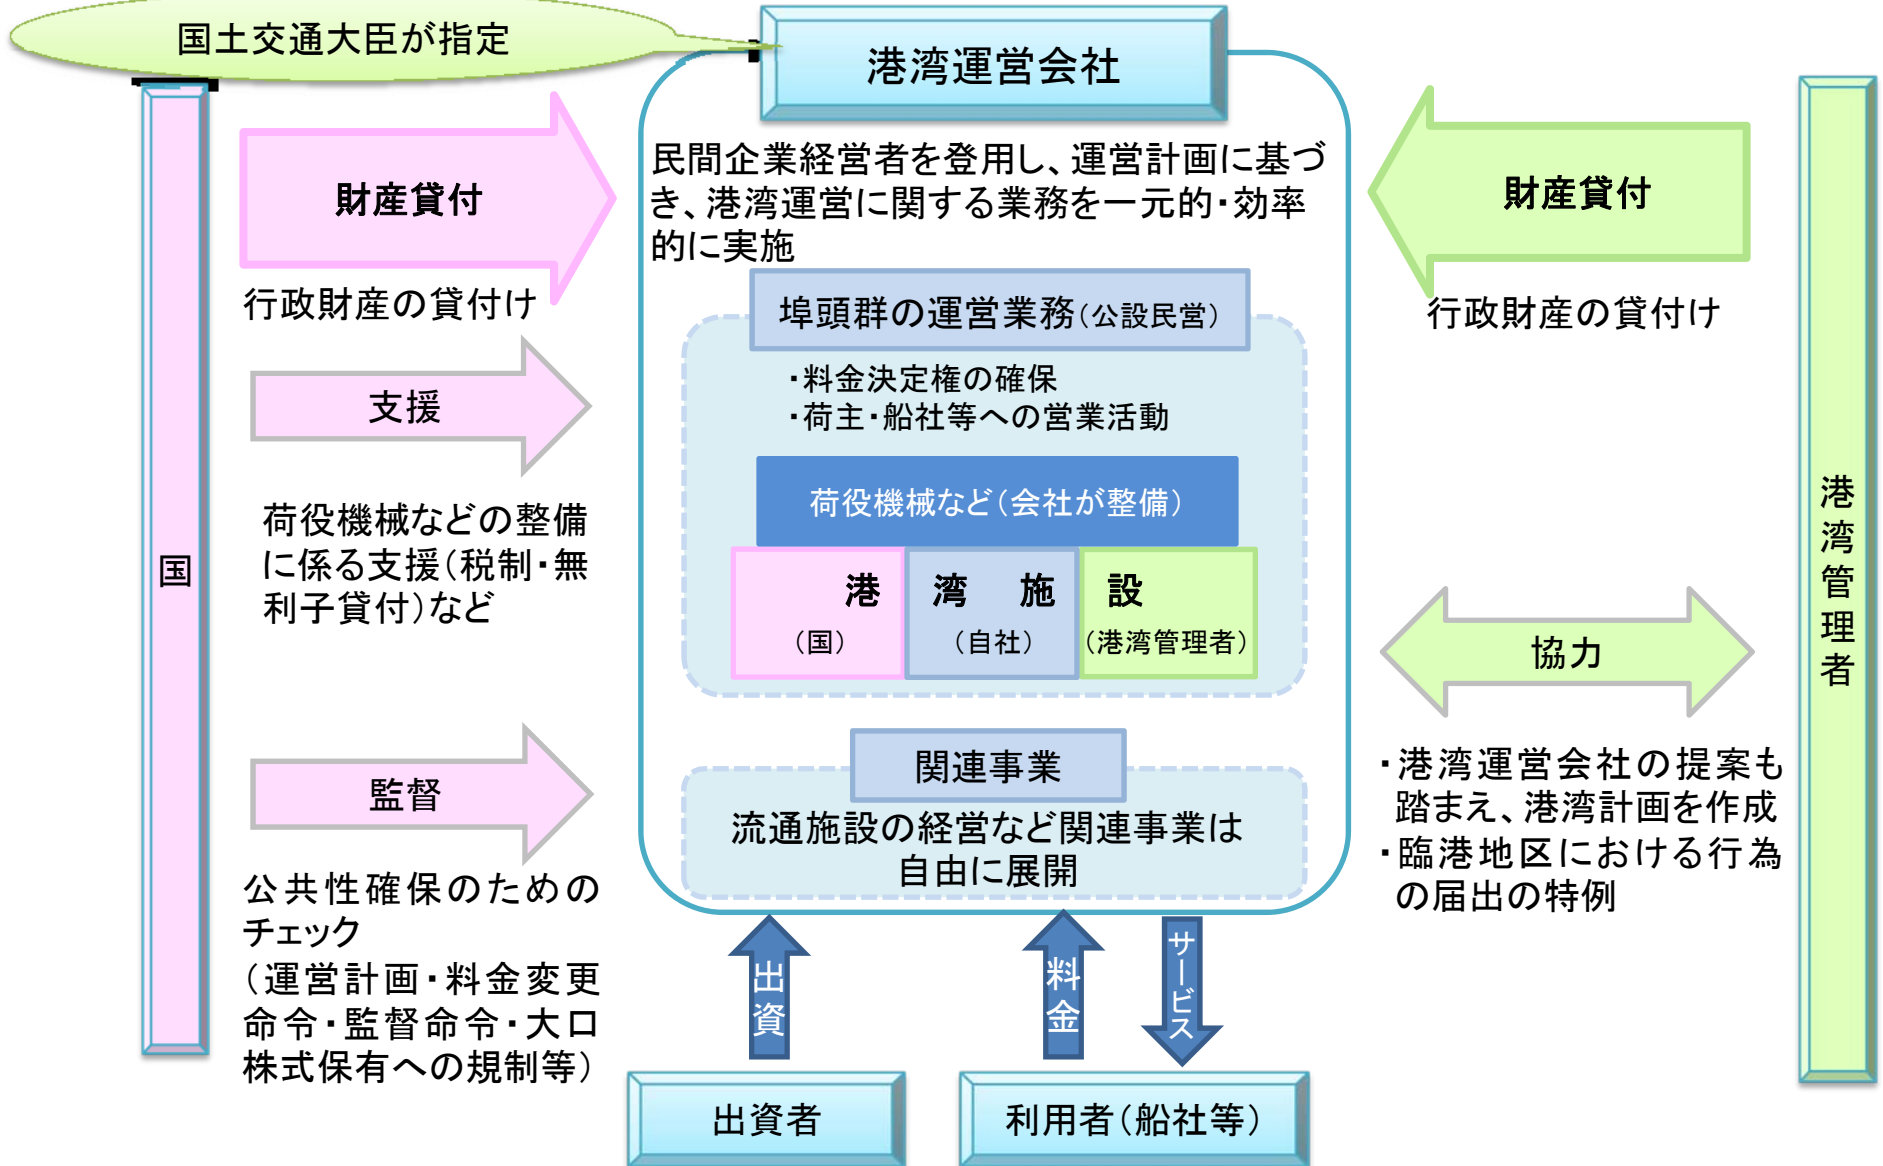 国土交通大臣が指定
港湾運営会社
民間企業経営者を登用し、運営計画に基づ
き、港湾運営に関する業務を一元的・効率
的に実施
国
財産貸付
行政財産の貸付け
支援
荷役機械などの整備
に係る支援(税制・無
利子貸付)など
監督
公共性確保のための
チェック
(運営計画・料金変更
命令・監督命令・大口
株式保有への規制等)
埠頭群の運営業務(公設民営)
・料金決定権の確保
・荷主・船社等への営業活動
荷役機械など(会社が整備)
港 湾 施 設
(国) (自社) (港湾管理者)
関連事業
流通施設の経営など関連事業は
自由に展開
財産貸付
行政財産の貸付け
協力
・港湾運営会社の提案も
踏まえ、港湾計画を作成
・臨港地区における行為
の届出の特例
港湾管理者
出資
料金
サービス
出資者
利用者(船社等)